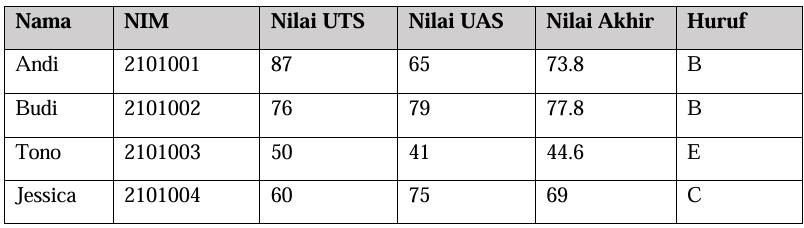 Nama NIM Nilai UTS Nilai UAS Nilai Akhir Huruf
Andi 2101001 87 65 73.8 B
Budi 2101002 76 79 77.8 B
Tono 2101003 50 41 44.6 E
Jessica 2101004 60 75 69 C